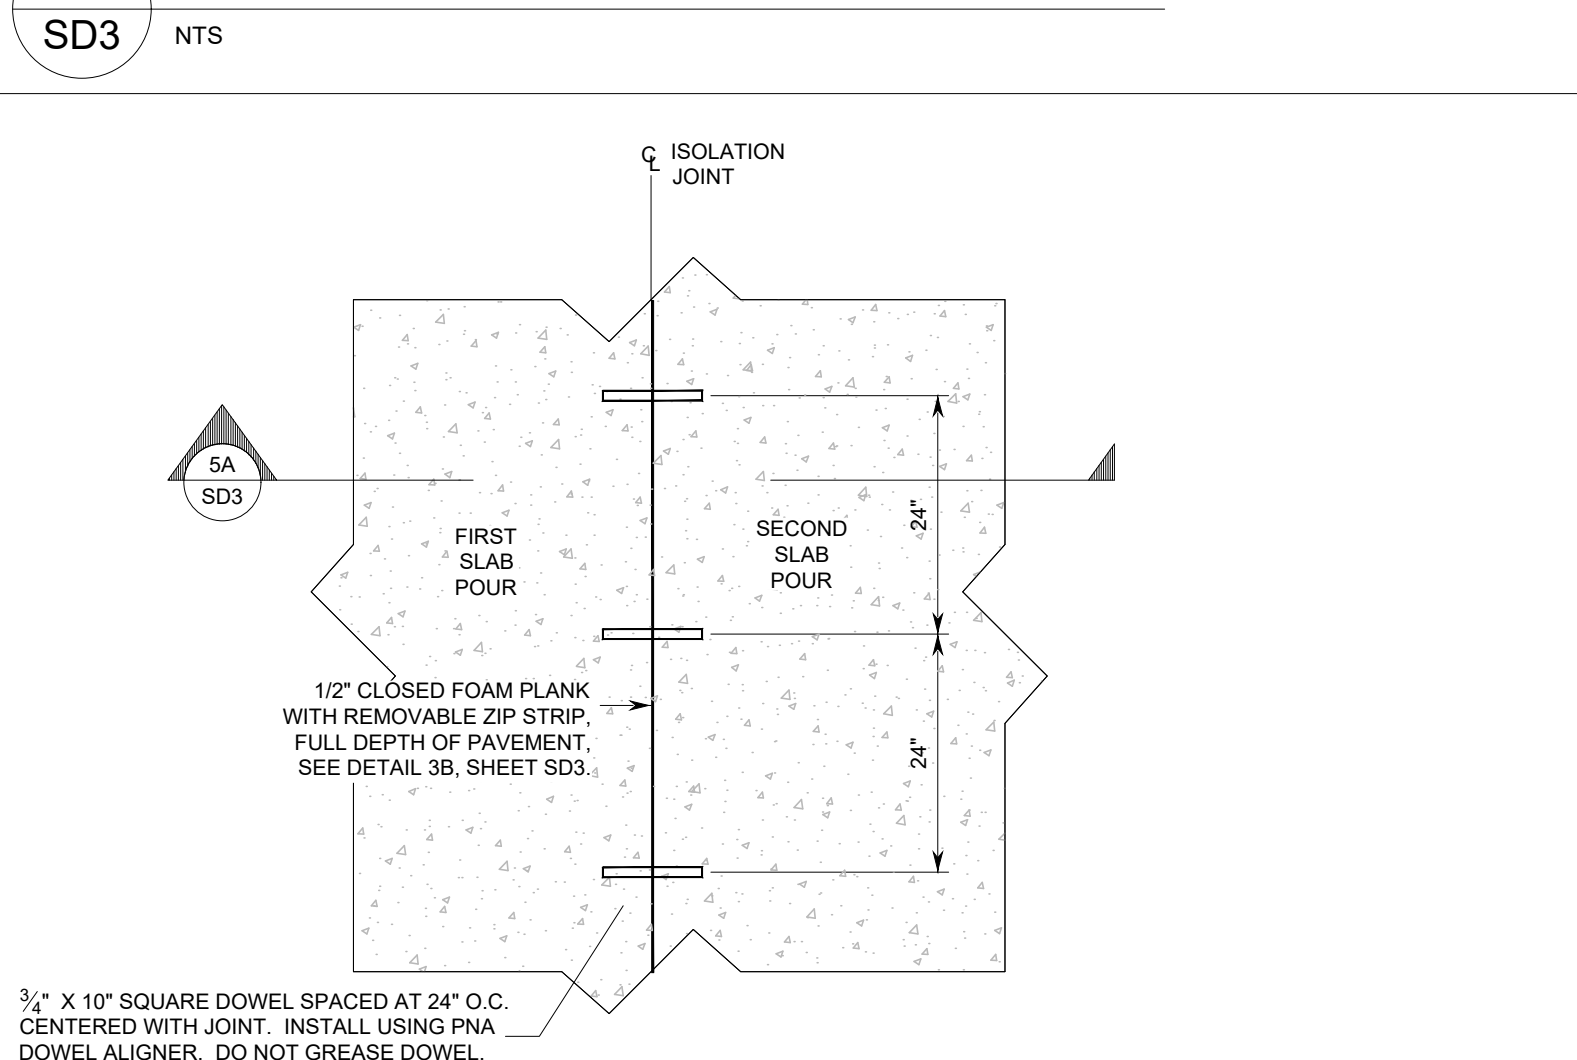 SD3 NTS
℄ ISOLATION
JOINT
5A
SD3
FIRST
SLAB
POUR
SECOND
SLAB
POUR
24"
24"
1/2" CLOSED FOAM PLANK
WITH REMOVABLE ZIP STRIP,
FULL DEPTH OF PAVEMENT,
SEE DETAIL 3B, SHEET SD3.
3/4" X 10" SQUARE DOWEL SPACED AT 24" O.C.
CENTERED WITH JOINT. INSTALL USING PNA
DOWEL ALIGNER. DO NOT GREASE DOWEL.